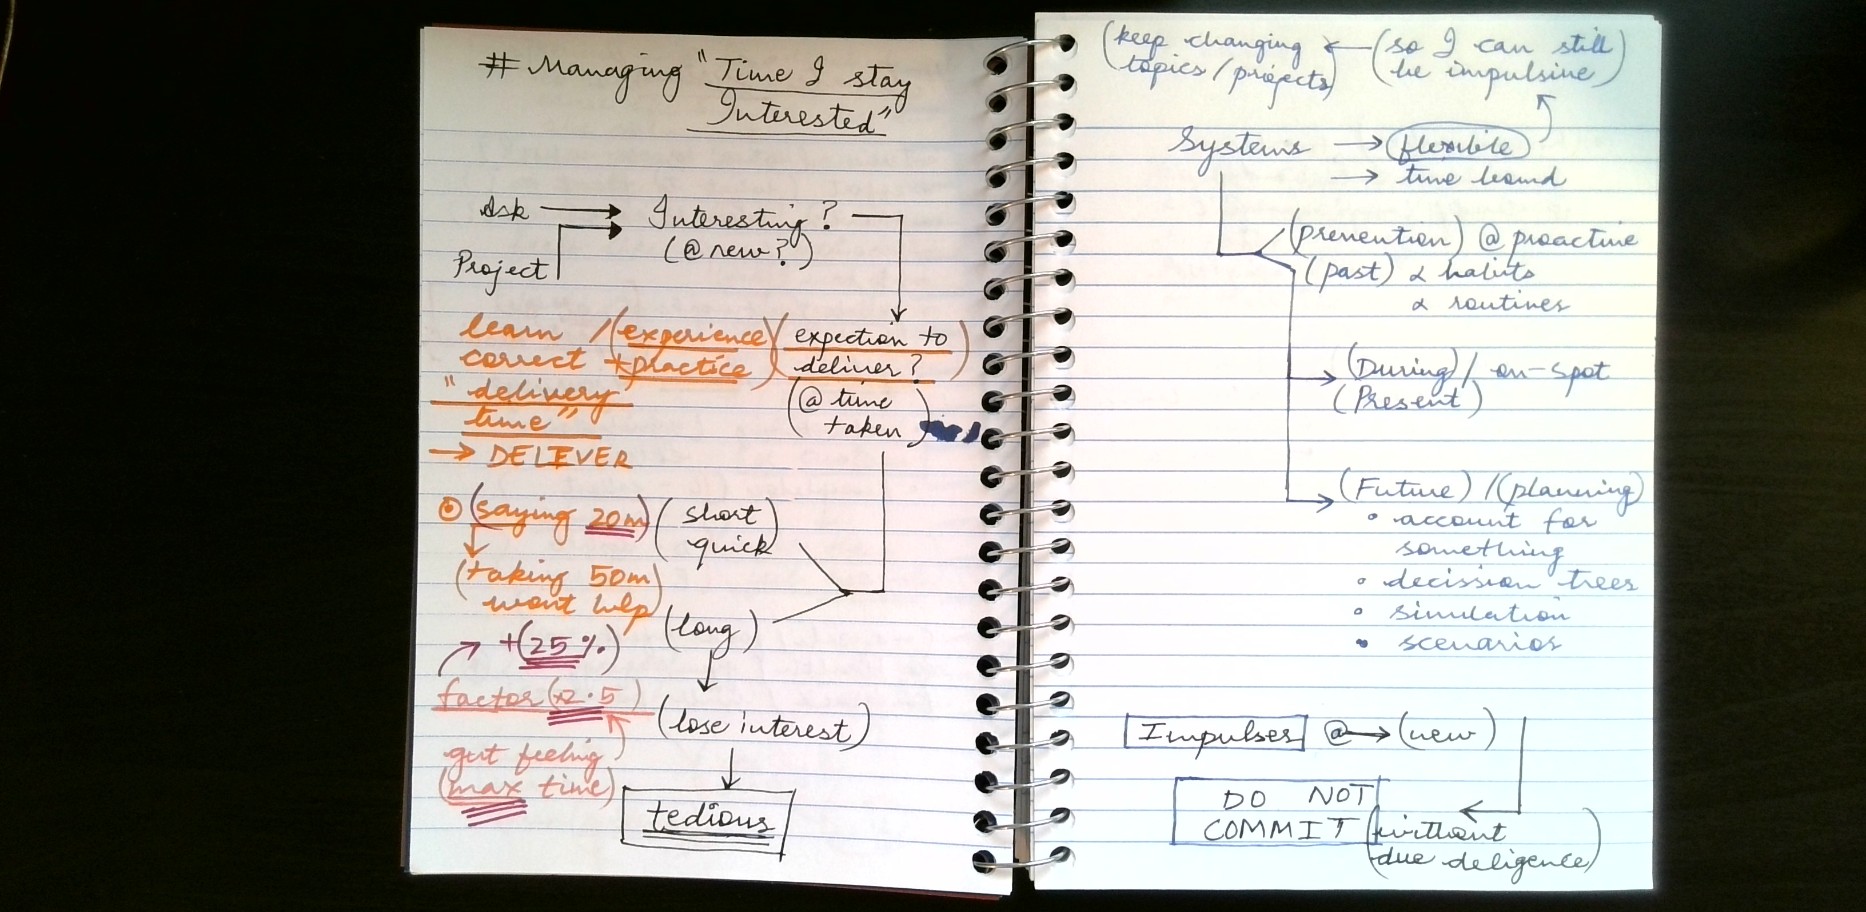 # Managing "Time I stay
Interested"
Ask → Interesting ?
(@ new?)
Project
learn / (experience
correct + practice)
"delivery
time"
→ DELIVER
(expection to
deliver?)
(@ time
taken)
(saying 20m)
(taking 50m
wont help)
→ +(25%)
factor (x2.5)
gut feeling
(max time)
(short
quick)
(long)
(lose interest)
tedious
(keep changing
topics / projects)
← (so I can still
be impulsive)
Systems → flexible
→ time bound
(prevention) @ proactive
(past) & habits
& routines
(During) / on-spot
(Present)
(Future) / (planning)
• account for
something
• decission trees
• simulation
• scenarios
Impulses @→ (new)
DO NOT
COMMIT
(without
due deligence)